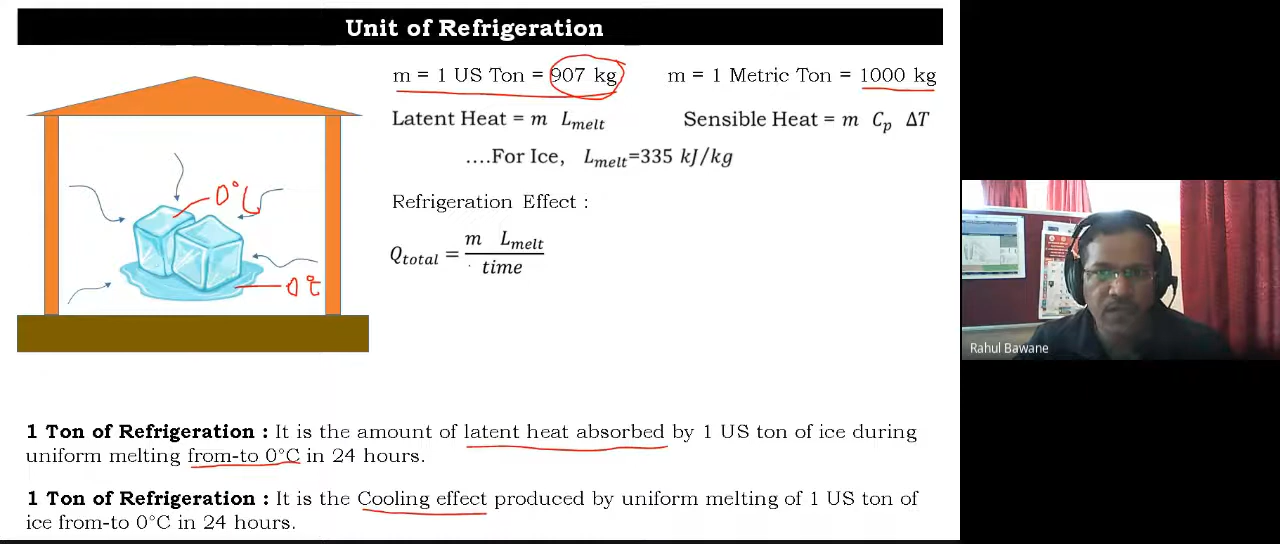 Unit of Refrigeration
m = 1 US Ton = 907 kg
m = 1 Metric Ton = 1000 kg
Latent Heat = m L_melt
Sensible Heat = m C_p ΔT
....For Ice, L_melt=335 kJ/kg
0°C
Refrigeration Effect :
Q_total = m L_melt / time
0°C
Rahul Bawane
1 Ton of Refrigeration : It is the amount of latent heat absorbed by 1 US ton of ice during
uniform melting from-to 0°C in 24 hours.
1 Ton of Refrigeration : It is the Cooling effect produced by uniform melting of 1 US ton of
ice from-to 0°C in 24 hours.